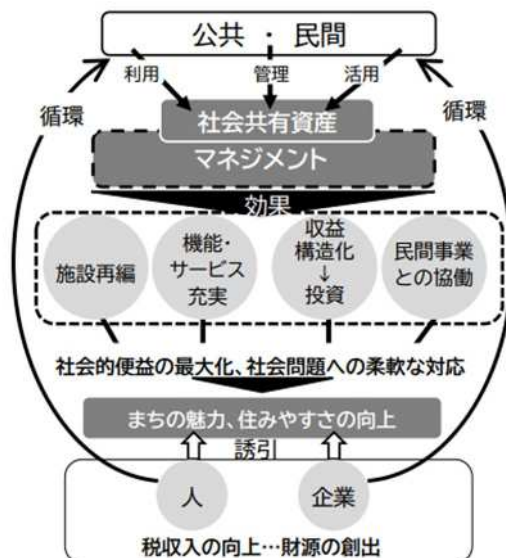 公共・民間
利用
管理
活用
循環
循環
社会共有資産
マネジメント
効果
施設再編
機能・
サービス
充実
収益
構造化
↓
投資
民間事業
との協働
社会的便益の最大化、社会問題への柔軟な対応
まちの魅力、住みやすさの向上
誘引
人
企業
税収入の向上…財源の創出